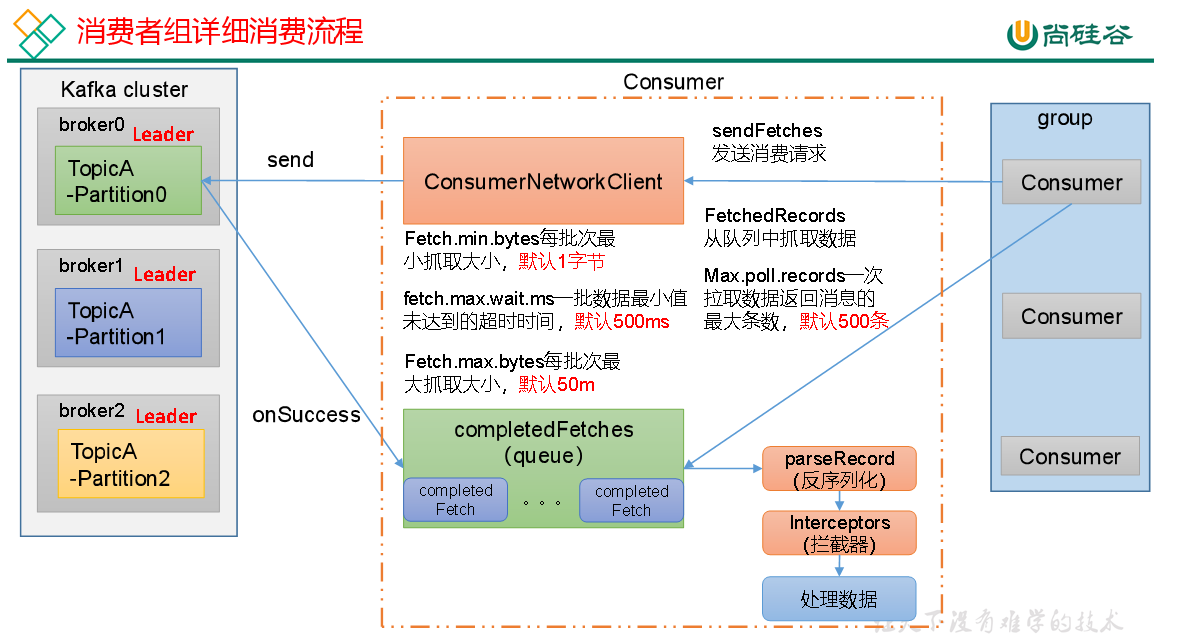 消费者组详细消费流程
尚硅谷
Kafka cluster
broker0
Leader
TopicA
-Partition0
broker1
Leader
TopicA
-Partition1
broker2
Leader
TopicA
-Partition2
send
onSuccess
Consumer
ConsumerNetworkClient
Fetch.min.bytes每批次最
小抓取大小，默认1字节
fetch.max.wait.ms一批数据最小值
未达到的超时时间，默认500ms
Fetch.max.bytes每批次最
大抓取大小，默认50m
completedFetches
(queue)
completed
Fetch
。。。
completed
Fetch
sendFetches
发送消费请求
FetchedRecords
从队列中抓取数据
Max.poll.records一次
拉取数据返回消息的
最大条数，默认500条
parseRecord
(反序列化)
Interceptors
(拦截器)
处理数据
group
Consumer
Consumer
Consumer
让天下没有难学的技术